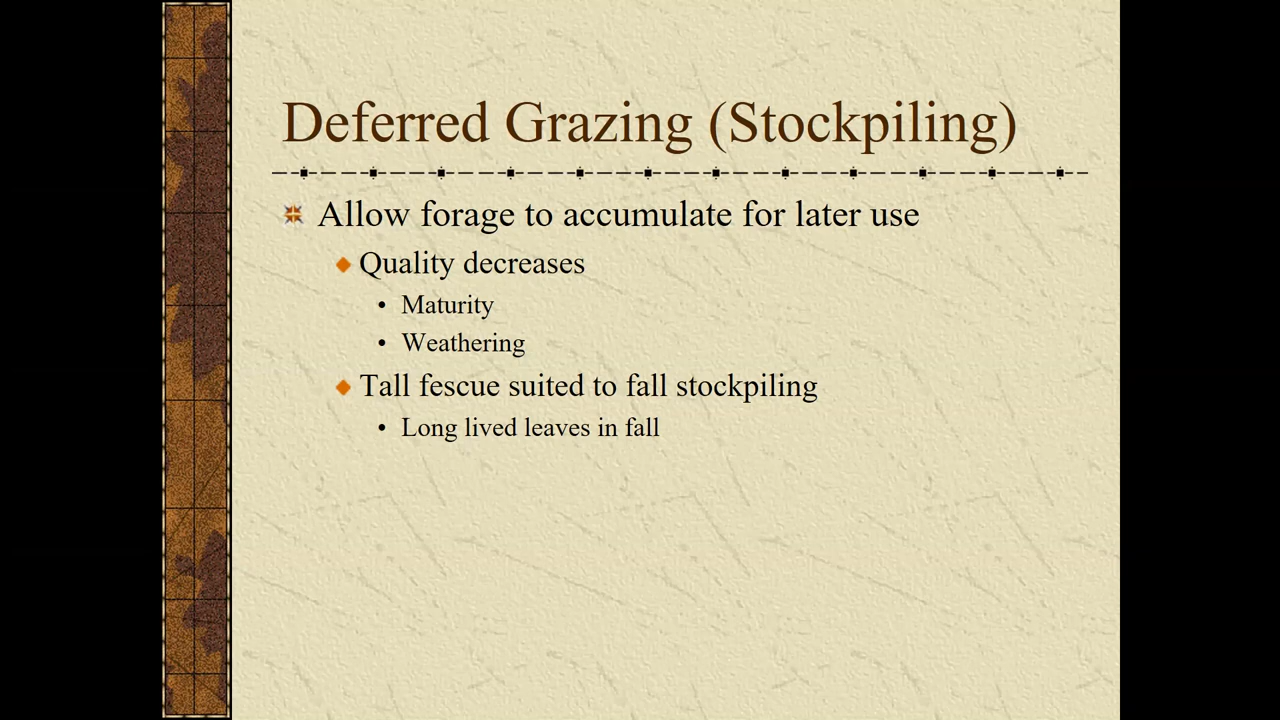 Deferred Grazing (Stockpiling)
Allow forage to accumulate for later use
Quality decreases
• Maturity
• Weathering
Tall fescue suited to fall stockpiling
• Long lived leaves in fall